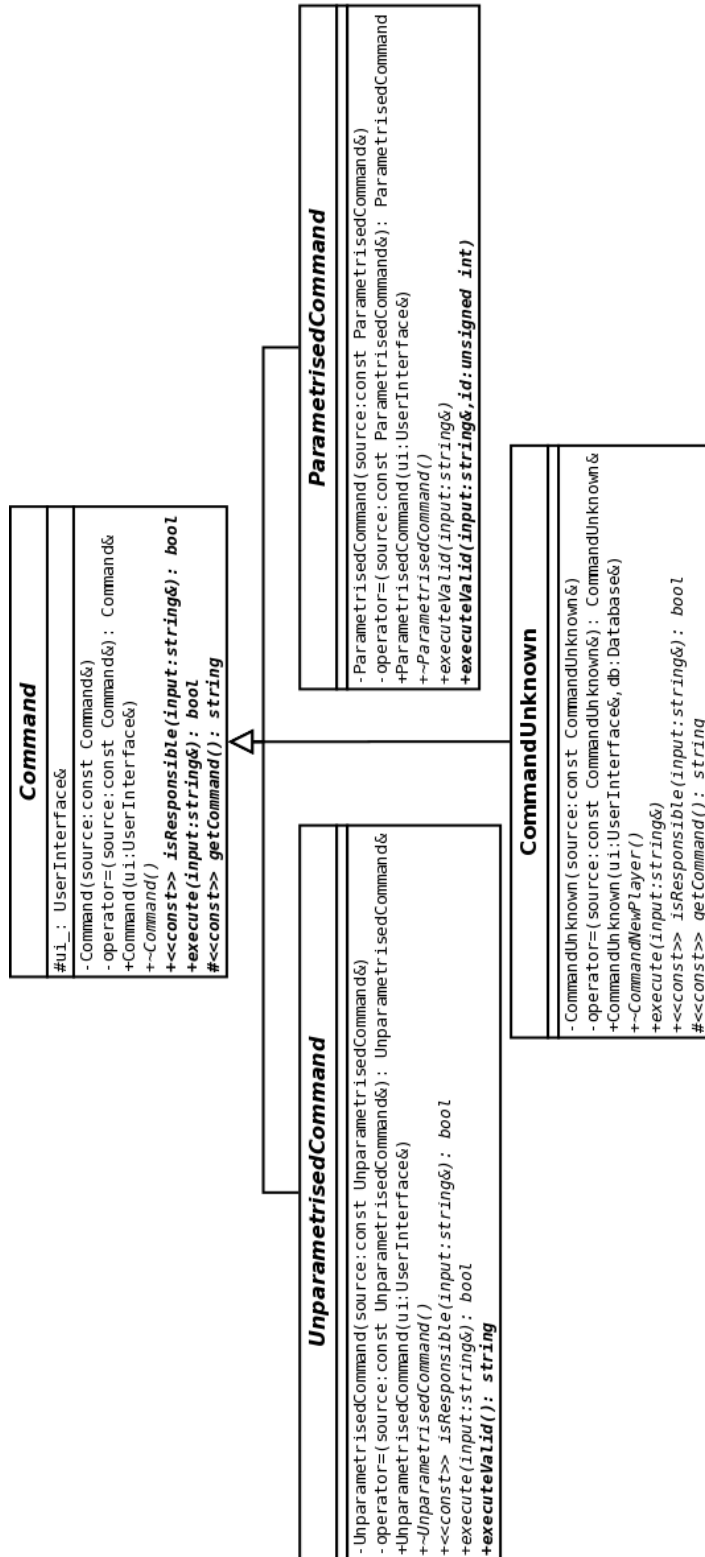 Command
#ui_: UserInterface&
-Command(source:const Command&)
-operator=(source:const Command&): Command&
+Command(ui:UserInterface&)
+~Command()
+<<const>> isResponsible(input:string&): bool
+execute(input:string&): bool
#<<const>> getCommand(): string
UnparametrisedCommand
-UnparametrisedCommand(source:const UnparametrisedCommand&)
-operator=(source:const UnparametrisedCommand&): UnparametrisedCommand&
+UnparametrisedCommand(ui:UserInterface&)
+~UnparametrisedCommand()
+<<const>> isResponsible(input:string&): bool
+execute(input:string&): bool
+executeValid(): string
ParametrisedCommand
-ParametrisedCommand(source:const ParametrisedCommand&)
-operator=(source:const ParametrisedCommand&): ParametrisedCommand
+ParametrisedCommand(ui:UserInterface&)
+~ParametrisedCommand()
+executeValid(input:string&)
+executeValid(input:string&,id:unsigned int)
CommandUnknown
-CommandUnknown(source:const CommandUnknown&)
-operator=(source:const CommandUnknown&): CommandUnknown&
+CommandUnknown(ui:UserInterface&,db:Database&)
+~CommandNewPlayer()
+execute(input:string&)
+<<const>> isResponsible(input:string&): bool
#<<const>> getCommand(): string